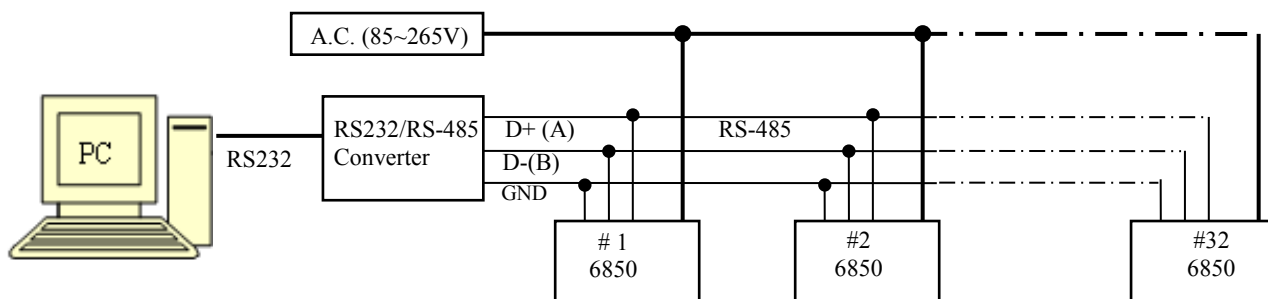 A.C. (85~265V)
PC
RS232
RS232/RS-485
Converter
D+ (A)
D-(B)
GND
RS-485
# 1
6850
#2
6850
#32
6850